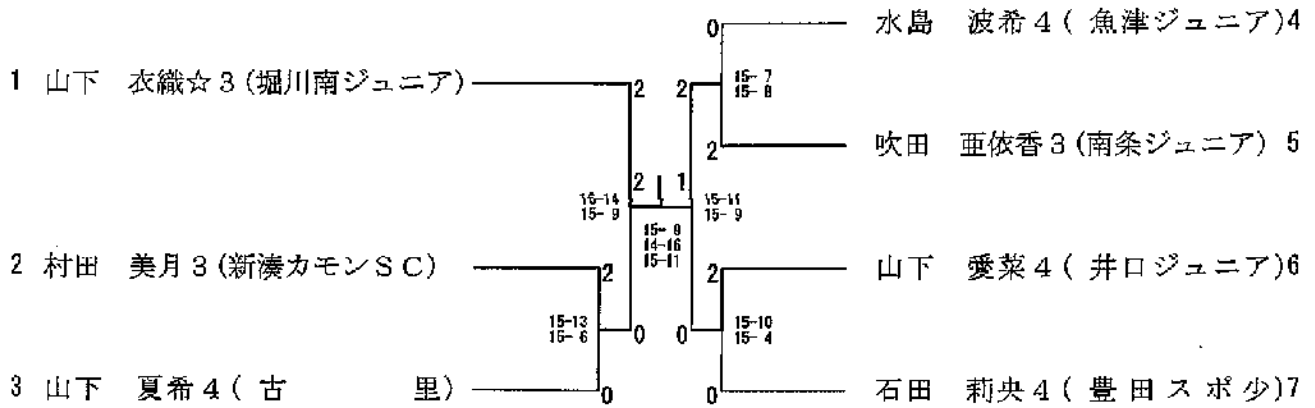 水島 波希4( 魚津ジュニア)4
0
1 山下 衣織☆3(堀川南ジュニア)
2 2
15- 7
15- 8
2
吹田 亜依香3(南条ジュニア) 5
2 1
15- 9
15-11
15- 9
15- 9
14-16
15-11
2 村田 美月3(新湊カモンSC)
2 2
山下 愛菜4( 井口ジュニア)6
15-13
0 0
15-10
15- 4
3 山下 夏希4( 古 里)
0 0
石田 莉央4( 豊田スポ少)7